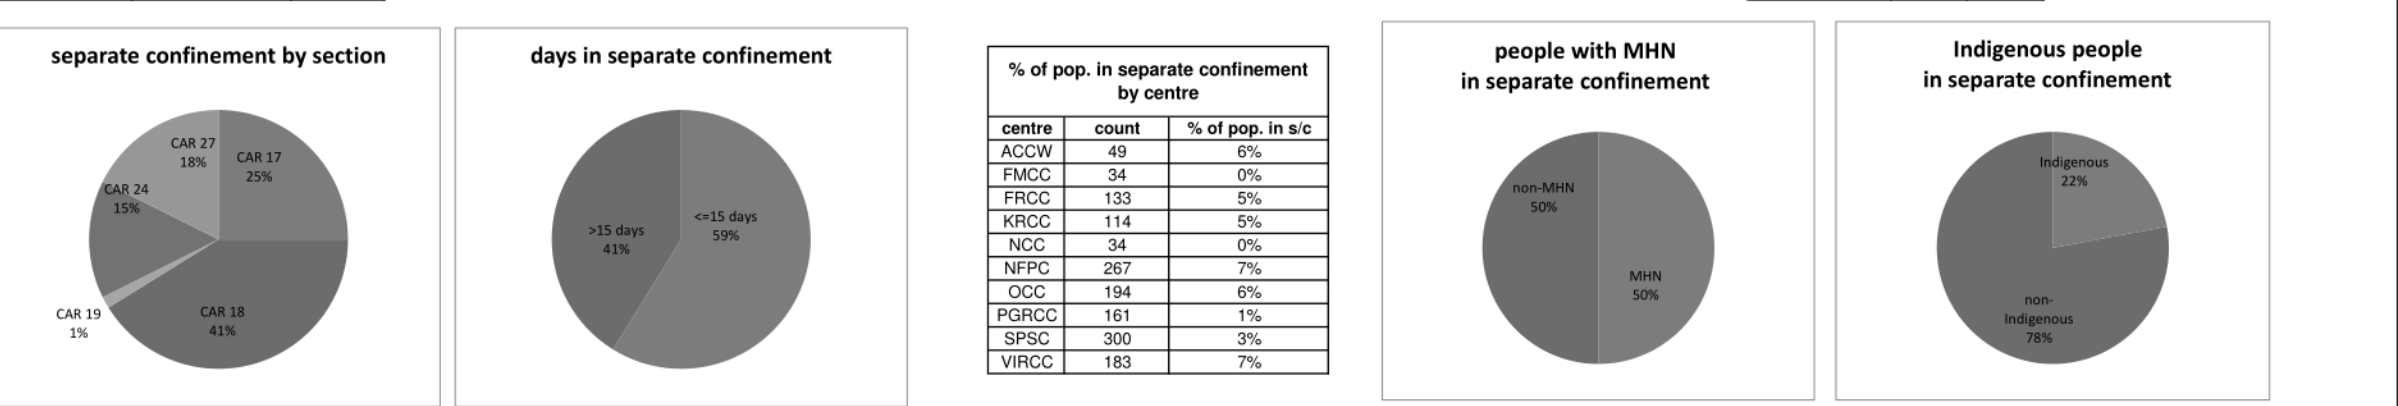 separate confinement by section
CAR 27
18%
CAR 17
25%
CAR 24
15%
CAR 19
1%
CAR 18
41%
days in separate confinement
>15 days
41%
<=15 days
59%
% of pop. in separate confinement
by centre
centre count % of pop. in s/c
ACCW 49 6%
FMCC 34 0%
FRCC 133 5%
KRCC 114 5%
NCC 34 0%
NFPC 267 7%
OCC 194 6%
PGRCC 161 1%
SPSC 300 3%
VIRCC 183 7%
people with MHN
in separate confinement
non-MHN
50%
MHN
50%
Indigenous people
in separate confinement
Indigenous
22%
non-
Indigenous
78%